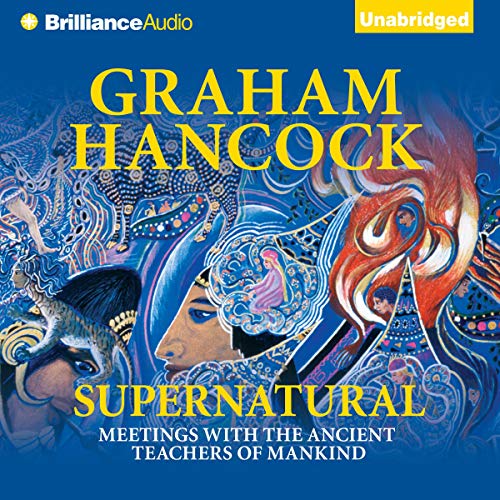 BrillianceAudio
Unabridged
GRAHAM
HANCOCK
SUPERNATURAL
MEETINGS WITH THE ANCIENT
TEACHERS OF MANKIND